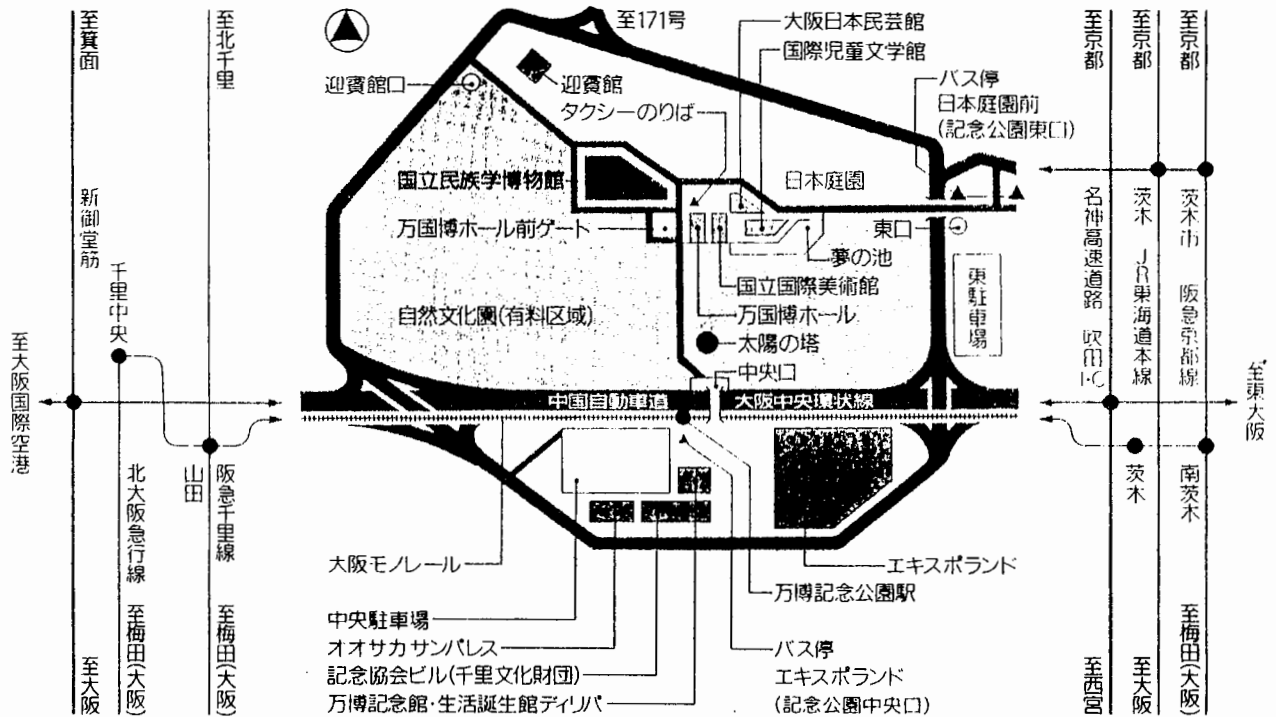 至箕面
至北千里
至171号
大阪日本民芸館
国際児童文学館
迎賓館口
迎賓館
タクシーのりば
バス停
日本庭園前
(記念公園東口)
至京都
至京都
至京都
新御堂筋
国立民族学博物館
日本庭園
万国博ホール前ゲート
東口
夢の池
国立国際美術館
万国博ホール
太陽の塔
中央口
自然文化園(有料区域)
東駐車場
名神高速道路 吹田I・C
茨木 JR東海道本線
茨木市 阪急京都線
千里中央
至大阪国際空港
中国自動車道
大阪中央環状線
至東大阪
山田
阪急千里線
北大阪急行線
茨木
南茨木
大阪モノレール
エキスポランド
万博記念公園駅
中央駐車場
オオサカサンパレス
記念協会ビル(千里文化財団)
万博記念館・生活誕生館ディリパ
バス停
エキスポランド
(記念公園中央口)
至大阪
至梅田(大阪)
至梅田(大阪)
至西宮
至大阪
至梅田(大阪)